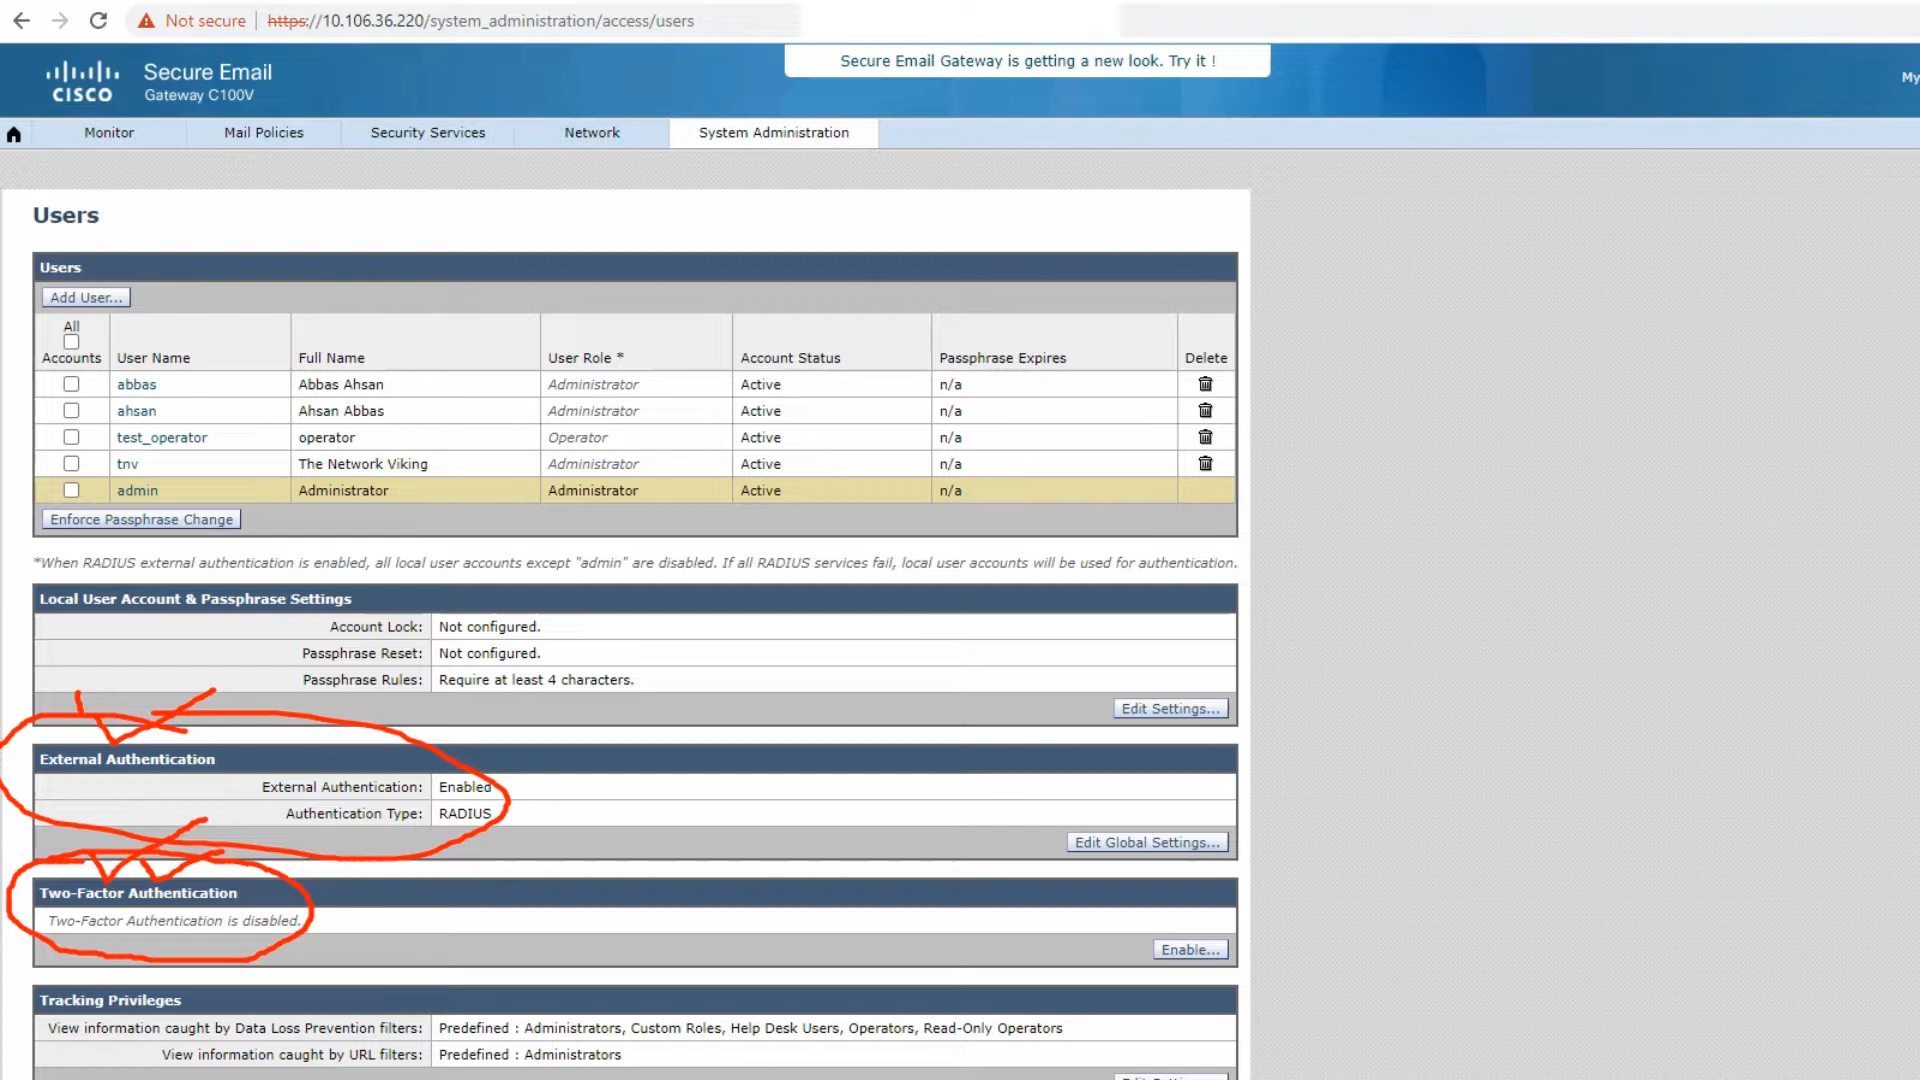 Not secure https://10.106.36.220/system_administration/access/users
Secure Email Gateway is getting a new look. Try it !
CISCO
Secure Email
Gateway C100V
My
Monitor Mail Policies Security Services Network System Administration
Users
Users
Add User...
All
Accounts User Name Full Name User Role * Account Status Passphrase Expires Delete
abbas Abbas Ahsan Administrator Active n/a
ahsan Ahsan Abbas Administrator Active n/a
test_operator operator Operator Active n/a
tnv The Network Viking Administrator Active n/a
admin Administrator Administrator Active n/a
Enforce Passphrase Change
*When RADIUS external authentication is enabled, all local user accounts except "admin" are disabled. If all RADIUS services fail, local user accounts will be used for authentication.
Local User Account & Passphrase Settings
Account Lock: Not configured.
Passphrase Reset: Not configured.
Passphrase Rules: Require at least 4 characters.
Edit Settings...
External Authentication
External Authentication: Enabled
Authentication Type: RADIUS
Edit Global Settings...
Two-Factor Authentication
Two-Factor Authentication is disabled.
Enable...
Tracking Privileges
View information caught by Data Loss Prevention filters: Predefined : Administrators, Custom Roles, Help Desk Users, Operators, Read-Only Operators
View information caught by URL filters: Predefined : Administrators